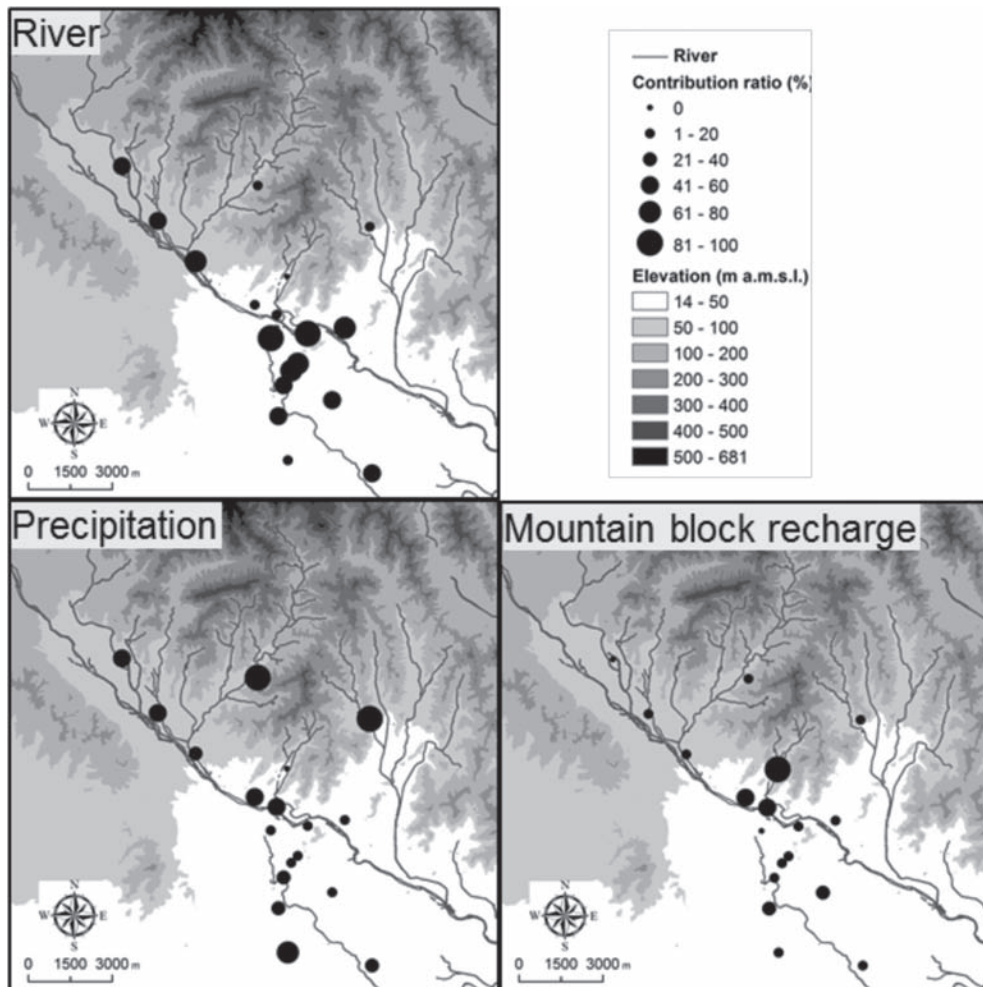 River
River
Contribution ratio (%)
0
1 - 20
21 - 40
41 - 60
61 - 80
81 - 100
Elevation (m a.m.s.l.)
14 - 50
50 - 100
100 - 200
200 - 300
300 - 400
400 - 500
500 - 681
N
W E
S
0 1500 3000 m
Precipitation
N
W E
S
0 1500 3000 m
Mountain block recharge
N
W E
S
0 1500 3000 m